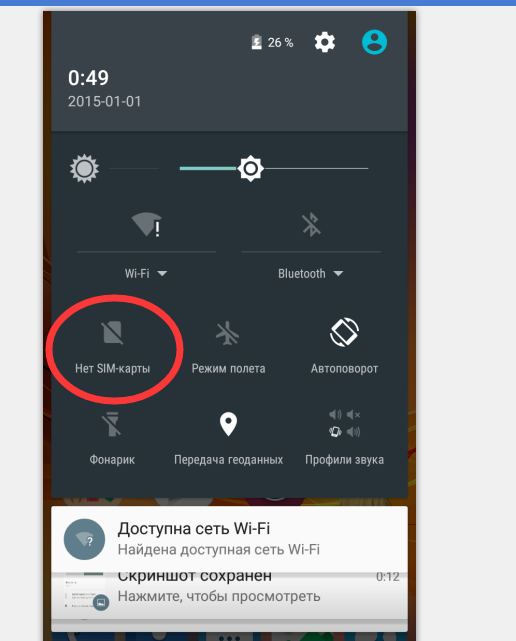 26 %
0:49
2015-01-01
Wi-Fi
Bluetooth
Нет SIM-карты
Режим полета
Автоповорот
Фонарик
Передача геоданных
Профили звука
Доступна сеть Wi-Fi
Найдена доступная сеть Wi-Fi
Скриншот сохранен
0:12
Нажмите, чтобы просмотреть